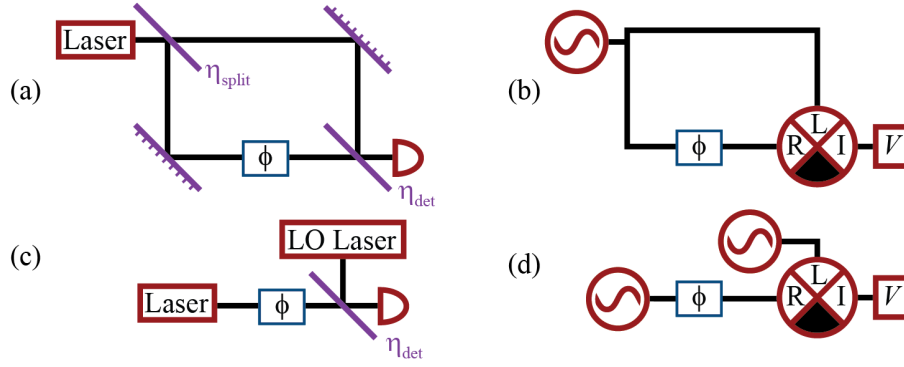 (a)
Laser
η_split
ϕ
η_det
(b)
ϕ
R L I
V
(c)
LO Laser
Laser
ϕ
η_det
(d)
ϕ
R L I
V